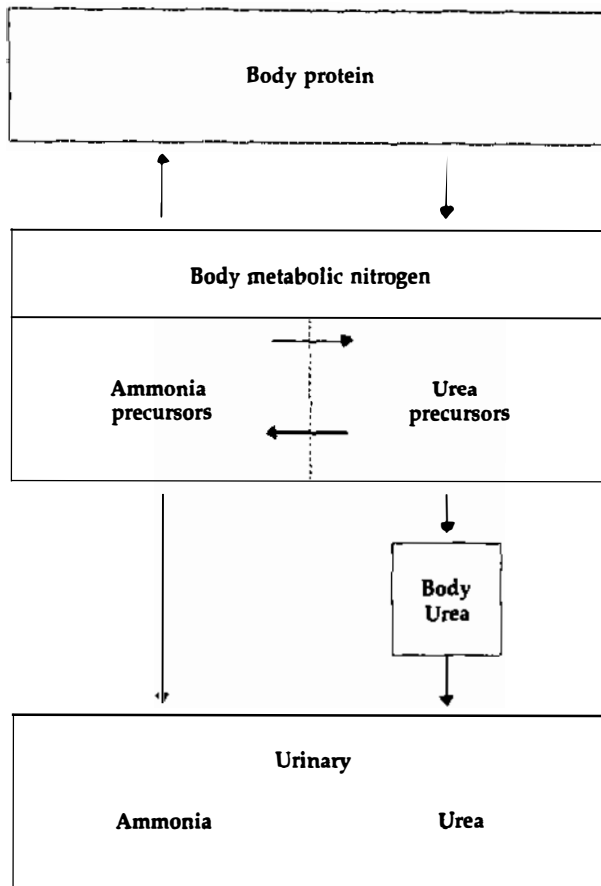 Body protein
Body metabolic nitrogen
Ammonia
precursors
Urea
precursors
Body
Urea
Urinary
Ammonia
Urea